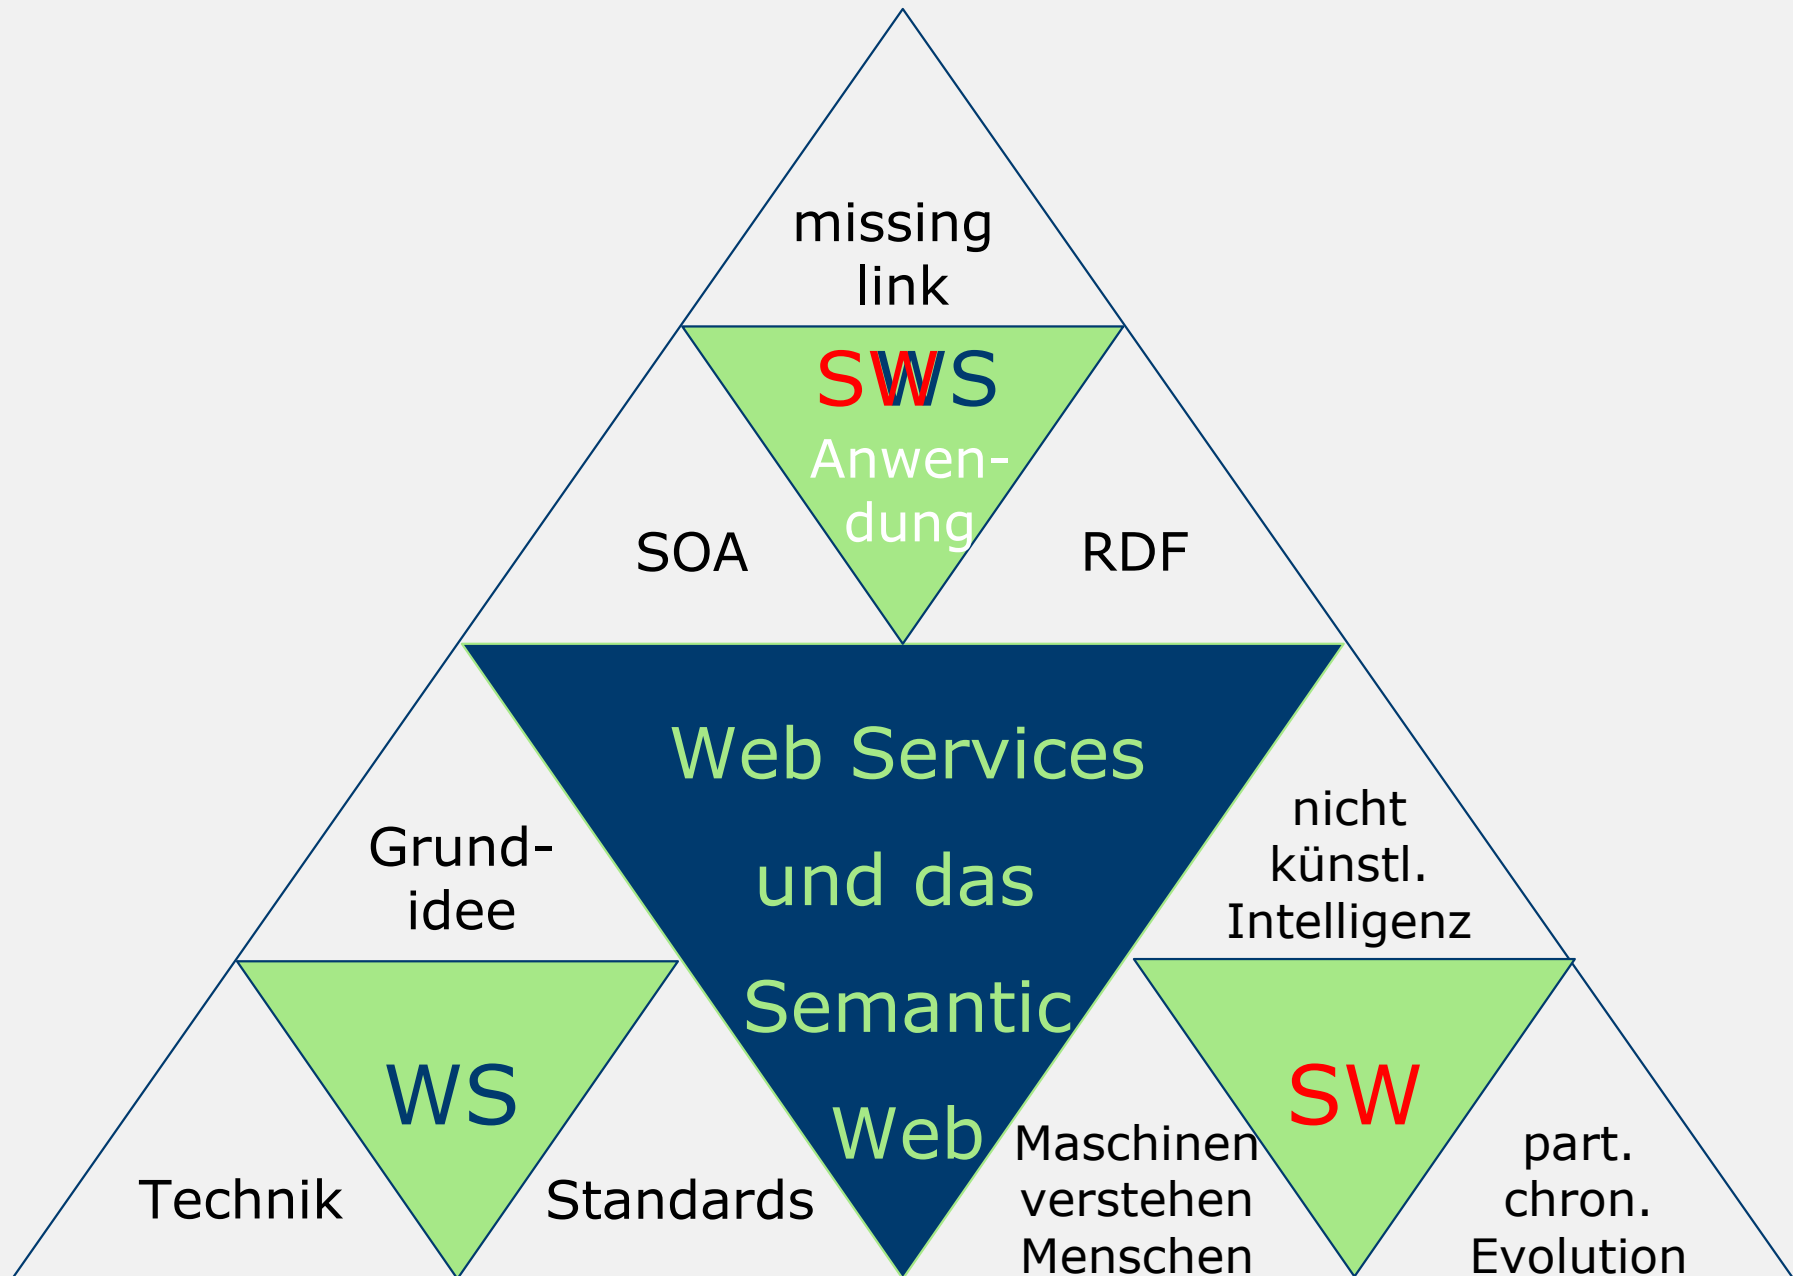 missing
link
SWS
Anwen-
dung
SOA
RDF
Web Services
und das
Semantic
Web
Grund-
idee
WS
Technik
Standards
nicht
künstl.
Intelligenz
SW
Maschinen
verstehen
Menschen
part.
chron.
Evolution